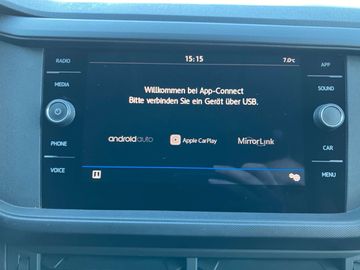 RADIO
MEDIA
PHONE
VOICE
15:15
7.0°C
Willkommen bei App-Connect
Bitte verbinden Sie ein Gerät über USB.
androidauto
Apple CarPlay
MirrorLink
APP
SOUND
CAR
MENU